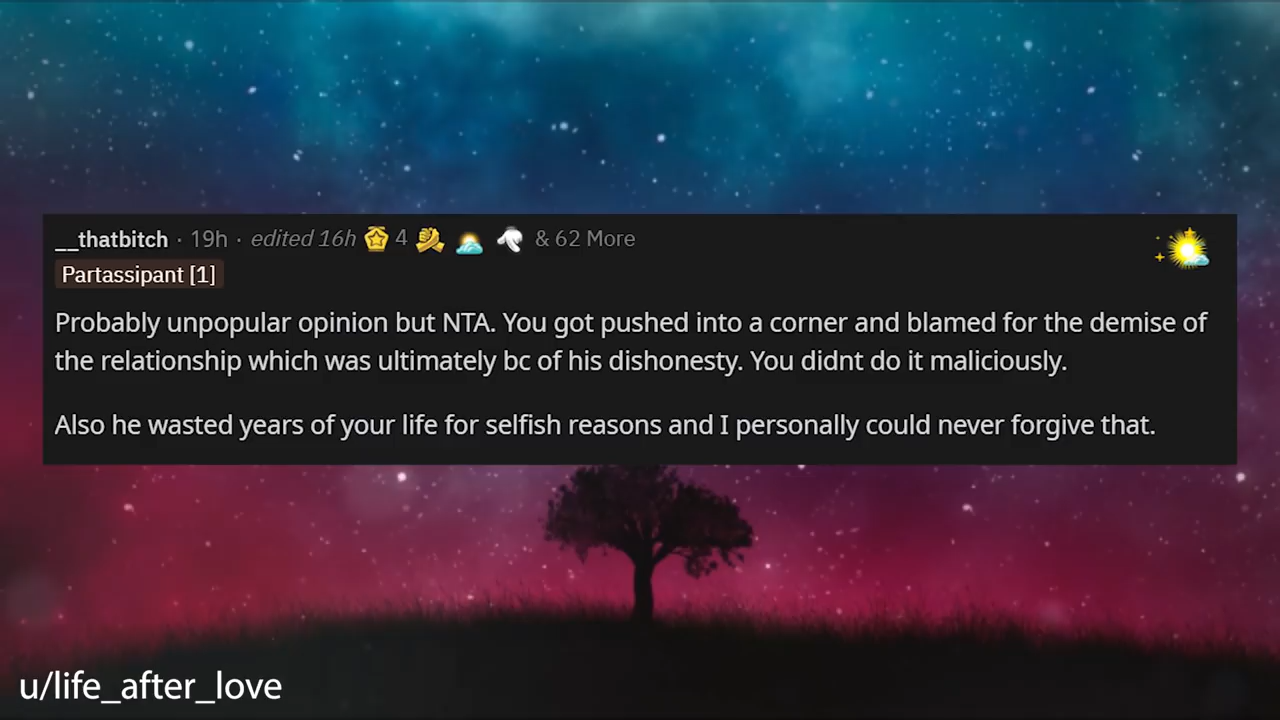 __thatbitch · 19h · edited 16h 4 & 62 More
Partassipant [1]
Probably unpopular opinion but NTA. You got pushed into a corner and blamed for the demise of
the relationship which was ultimately bc of his dishonesty. You didnt do it maliciously.
Also he wasted years of your life for selfish reasons and I personally could never forgive that.
u/life_after_love